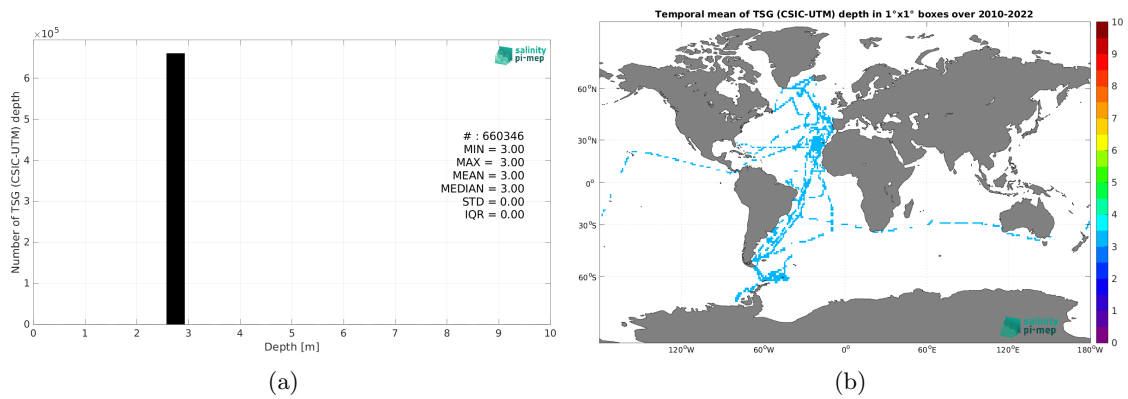 ×10⁵
6
5
4
3
2
1
0
Number of TSG (CSIC-UTM) depth
salinity
pi-mep
# : 660346
MIN = 3.00
MAX = 3.00
MEAN = 3.00
MEDIAN = 3.00
STD = 0.00
IQR = 0.00
0 1 2 3 4 5 6 7 8 9 10
Depth [m]
(a)
Temporal mean of TSG (CSIC-UTM) depth in 1°x1° boxes over 2010-2022
60°N
30°N
0°
30°S
60°S
120°W 60°W 0° 60°E 120°E 180°W
salinity
pi-mep
10
9
8
7
6
5
4
3
2
1
0
(b)